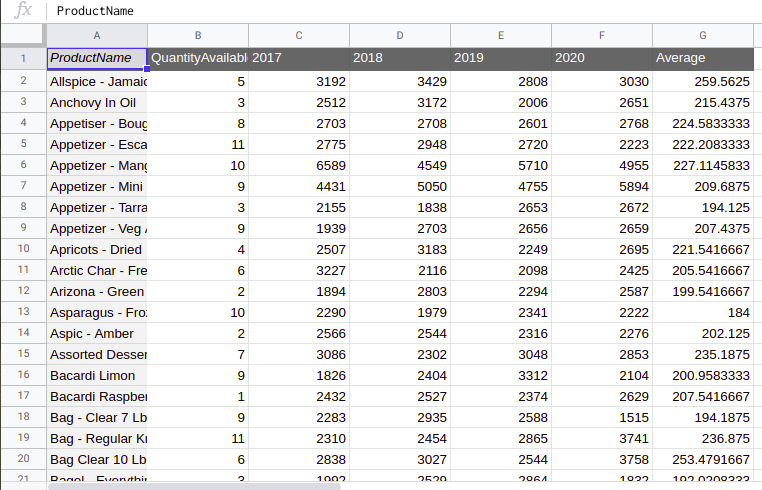 fx ProductName
A B C D E F G
1 ProductName QuantityAvailable 2017 2018 2019 2020 Average
2 Allspice - Jamaic 5 3192 3429 2808 3030 259.5625
3 Anchovy In Oil 3 2512 3172 2006 2651 215.4375
4 Appetiser - Boug 8 2703 2708 2601 2768 224.5833333
5 Appetizer - Esca 11 2775 2948 2720 2223 222.2083333
6 Appetizer - Mang 10 6589 4549 5710 4955 227.1145833
7 Appetizer - Mini 9 4431 5050 4755 5894 209.6875
8 Appetizer - Tarra 3 2155 1838 2653 2672 194.125
9 Appetizer - Veg 9 1939 2703 2656 2659 207.4375
10 Apricots - Dried 4 2507 3183 2249 2695 221.5416667
11 Arctic Char - Fre 6 3227 2116 2098 2425 205.5416667
12 Arizona - Green 2 1894 2803 2294 2587 199.5416667
13 Asparagus - Froz 10 2290 1979 2341 2222 184
14 Aspic - Amber 2 2566 2544 2316 2276 202.125
15 Assorted Desser 7 3086 2302 3048 2853 235.1875
16 Bacardi Limon 9 1826 2404 3312 2104 200.9583333
17 Bacardi Raspber 1 2432 2527 2374 2629 207.5416667
18 Bag - Clear 7 Lb 9 2283 2935 2588 1515 194.1875
19 Bag - Regular Kr 11 2310 2454 2865 3741 236.875
20 Bag Clear 10 Lb 6 2838 3027 2544 3758 253.4791667
21 Bagel - Everythin 3 1992 2529 2864 1832 192.0208333